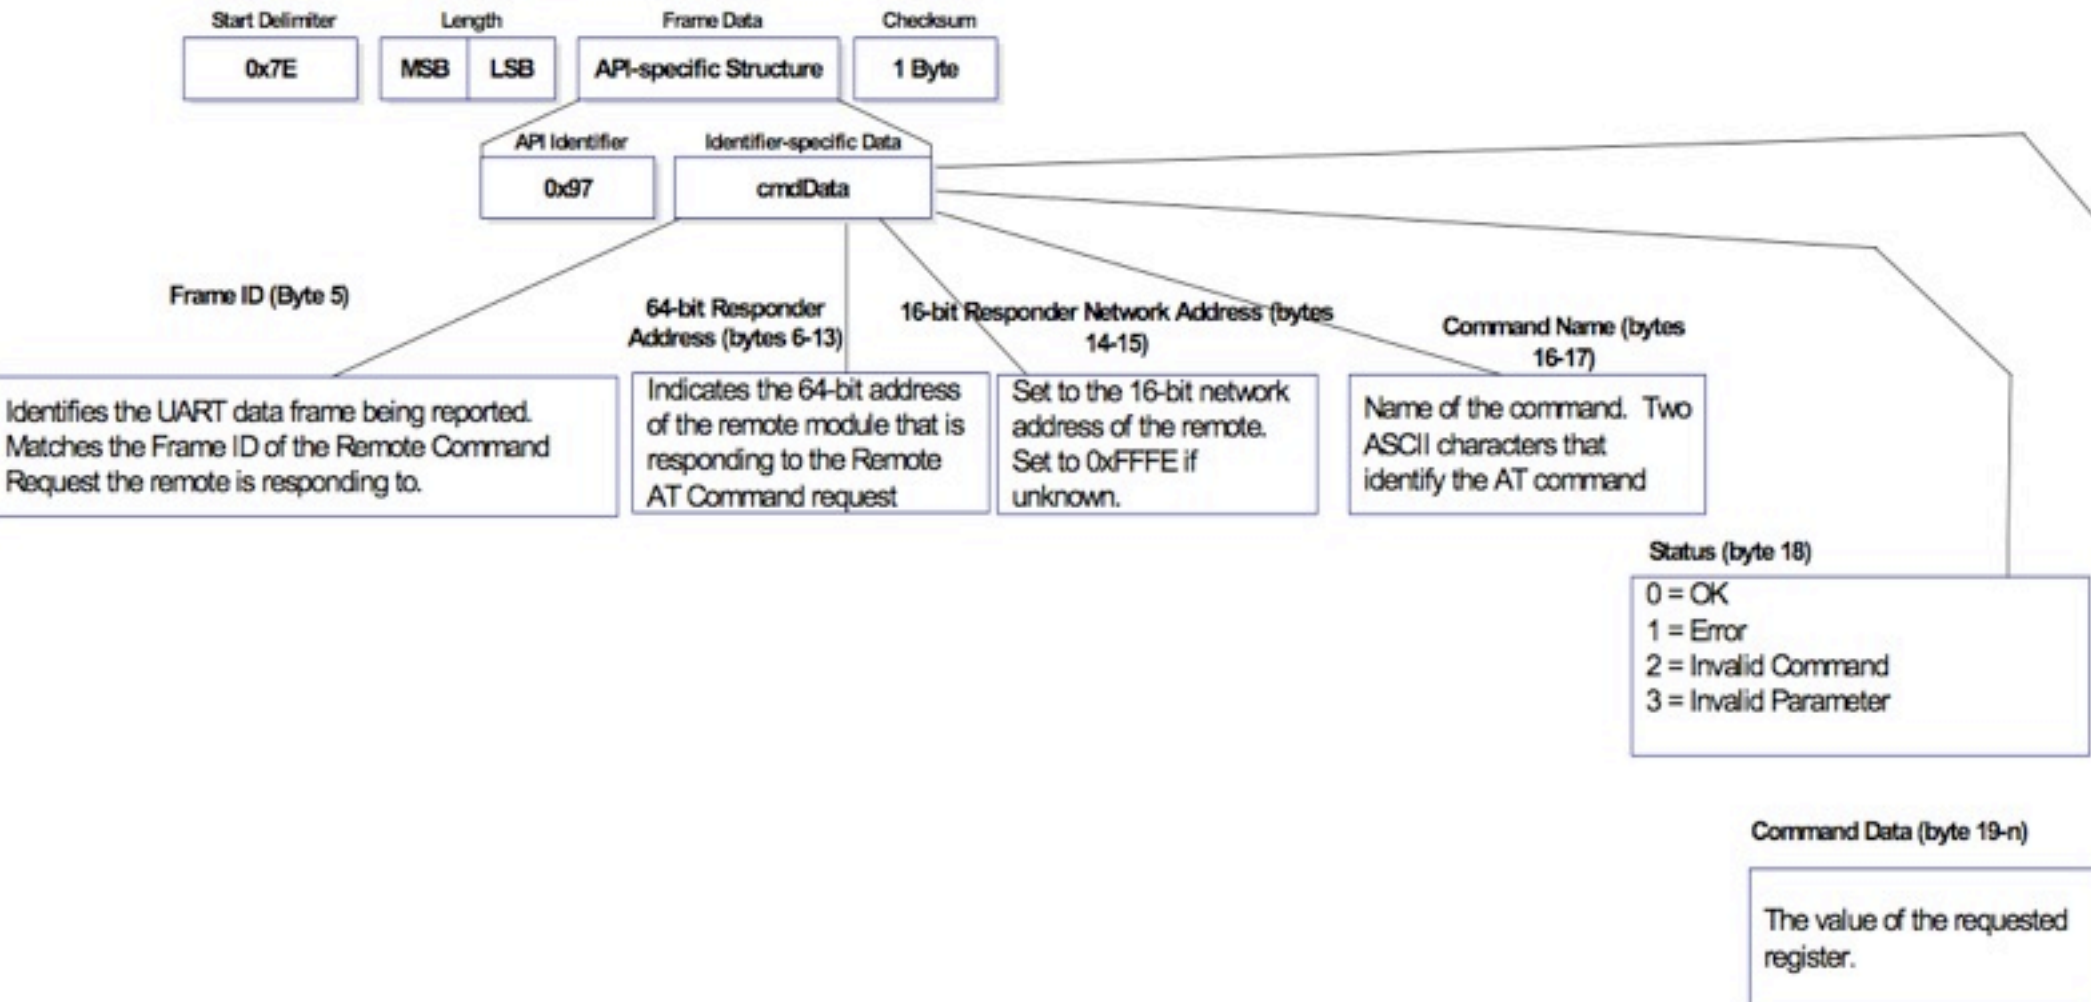 Start Delimiter
Length
Frame Data
Checksum
0x7E
MSB
LSB
API-specific Structure
1 Byte
API Identifier
Identifier-specific Data
0x97
cmdData
Frame ID (Byte 5)
Identifies the UART data frame being reported.
Matches the Frame ID of the Remote Command
Request the remote is responding to.
64-bit Responder
Address (bytes 6-13)
Indicates the 64-bit address
of the remote module that is
responding to the Remote
AT Command request
16-bit Responder Network Address (bytes
14-15)
Set to the 16-bit network
address of the remote.
Set to 0xFFFE if
unknown.
Command Name (bytes
16-17)
Name of the command. Two
ASCII characters that
identify the AT command
Status (byte 18)
0 = OK
1 = Error
2 = Invalid Command
3 = Invalid Parameter
Command Data (byte 19-n)
The value of the requested
register.